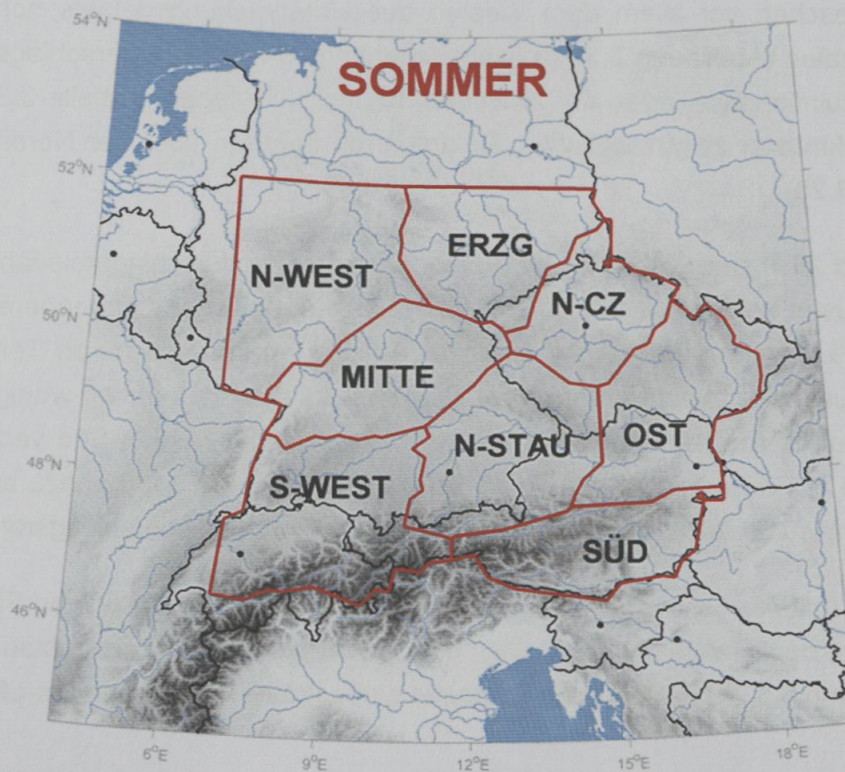 54°N
SOMMER
52°N
ERZG
N-WEST
50°N
N-CZ
MITTE
N-STAU
OST
48°N
S-WEST
SÜD
46°N
6°E
9°E
12°E
15°E
18°E